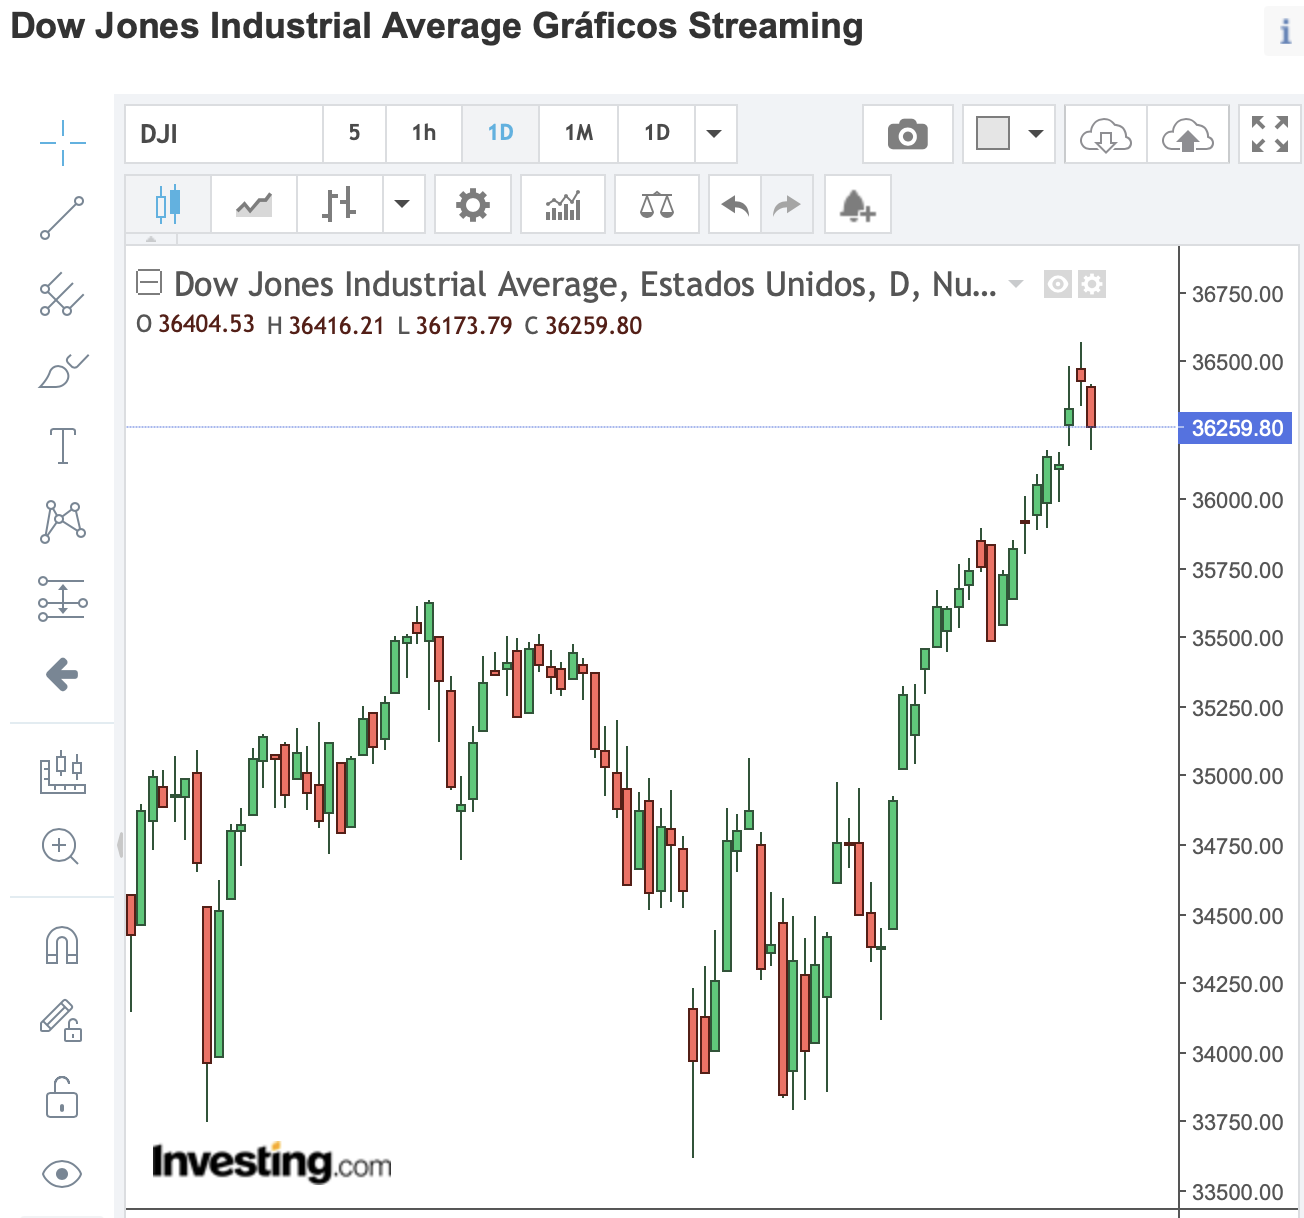 Dow Jones Industrial Average Gráficos Streaming
i
DJI 5 1h 1D 1M 1D
Dow Jones Industrial Average, Estados Unidos, D, Nu...
O 36404.53 H 36416.21 L 36173.79 C 36259.80
36750.00
36500.00
36259.80
36000.00
35750.00
35500.00
35250.00
35000.00
34750.00
34500.00
34250.00
34000.00
33750.00
33500.00
T
Investing.com